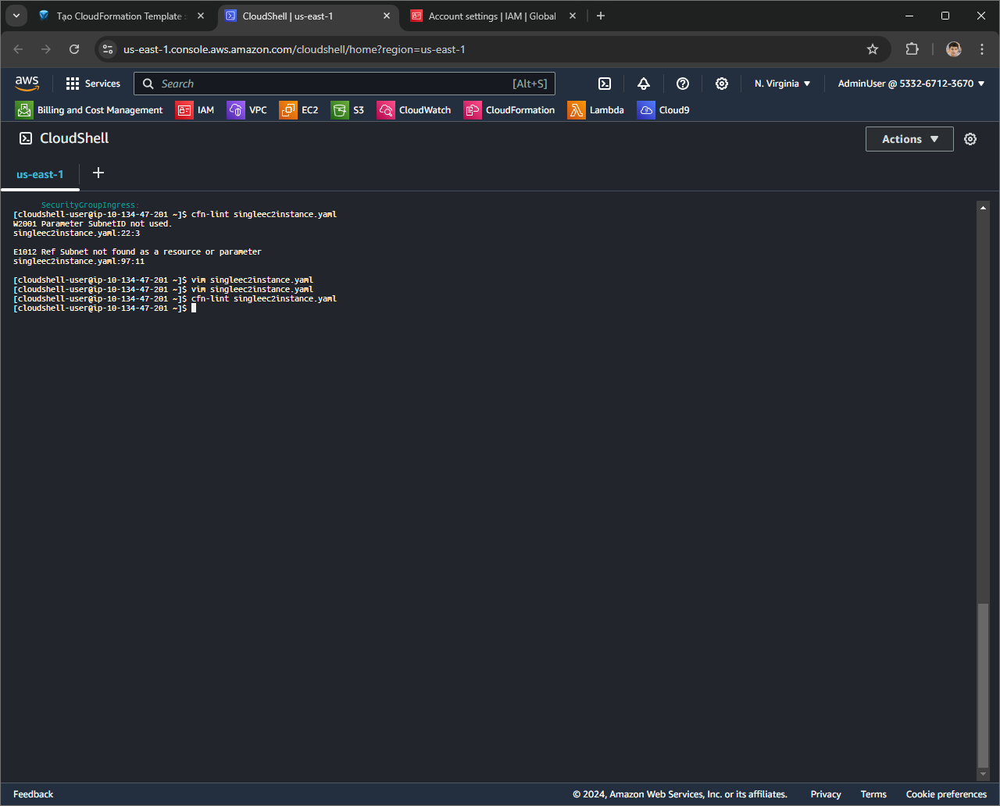 Tạo CloudFormation Template
CloudShell | us-east-1
Account settings | IAM | Global
us-east-1.console.aws.amazon.com/cloudshell/home?region=us-east-1
aws
Services
Search
[Alt+S]
N. Virginia
AdminUser @ 5332-6712-3670
Billing and Cost Management
IAM
VPC
EC2
S3
CloudWatch
CloudFormation
Lambda
Cloud9
CloudShell
Actions
us-east-1
SecurityGroupIngress:
[cloudshell-user@ip-10-134-47-201 ~]$ cfn-lint singleec2instance.yaml
W2001 Parameter SubnetID not used.
singleec2instance.yaml:22:3
E1012 Ref Subnet not found as a resource or parameter
singleec2instance.yaml:97:11
[cloudshell-user@ip-10-134-47-201 ~]$ vim singleec2instance.yaml
[cloudshell-user@ip-10-134-47-201 ~]$ vim singleec2instance.yaml
[cloudshell-user@ip-10-134-47-201 ~]$ cfn-lint singleec2instance.yaml
[cloudshell-user@ip-10-134-47-201 ~]$
Feedback
© 2024, Amazon Web Services, Inc. or its affiliates.
Privacy
Terms
Cookie preferences